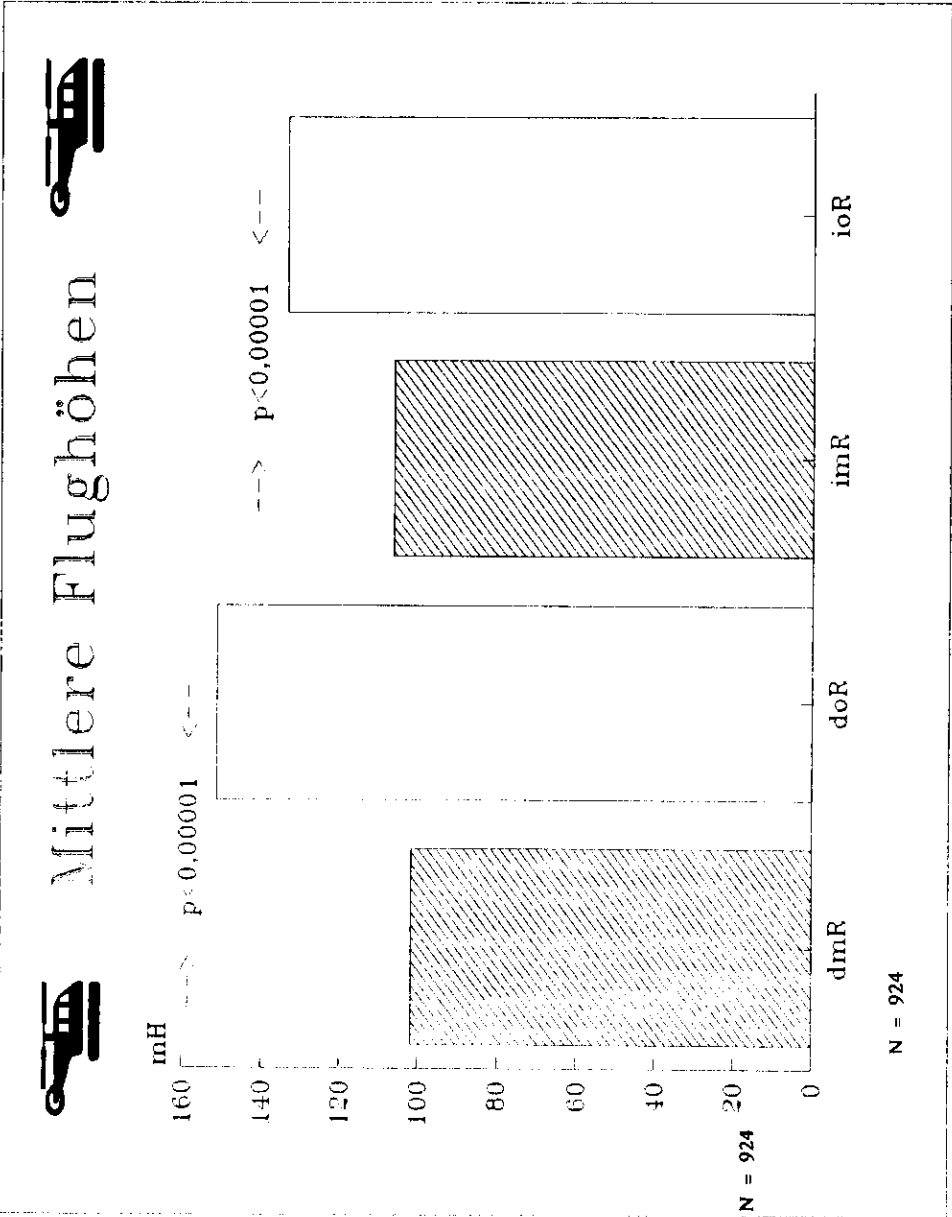 Mittlere Flughöhen
mH
160
140
120
100
80
60
40
20
0
--> p<0,00001 <--
--> p<0,00001 <--
dmR doR imR ioR
N = 924
N = 924